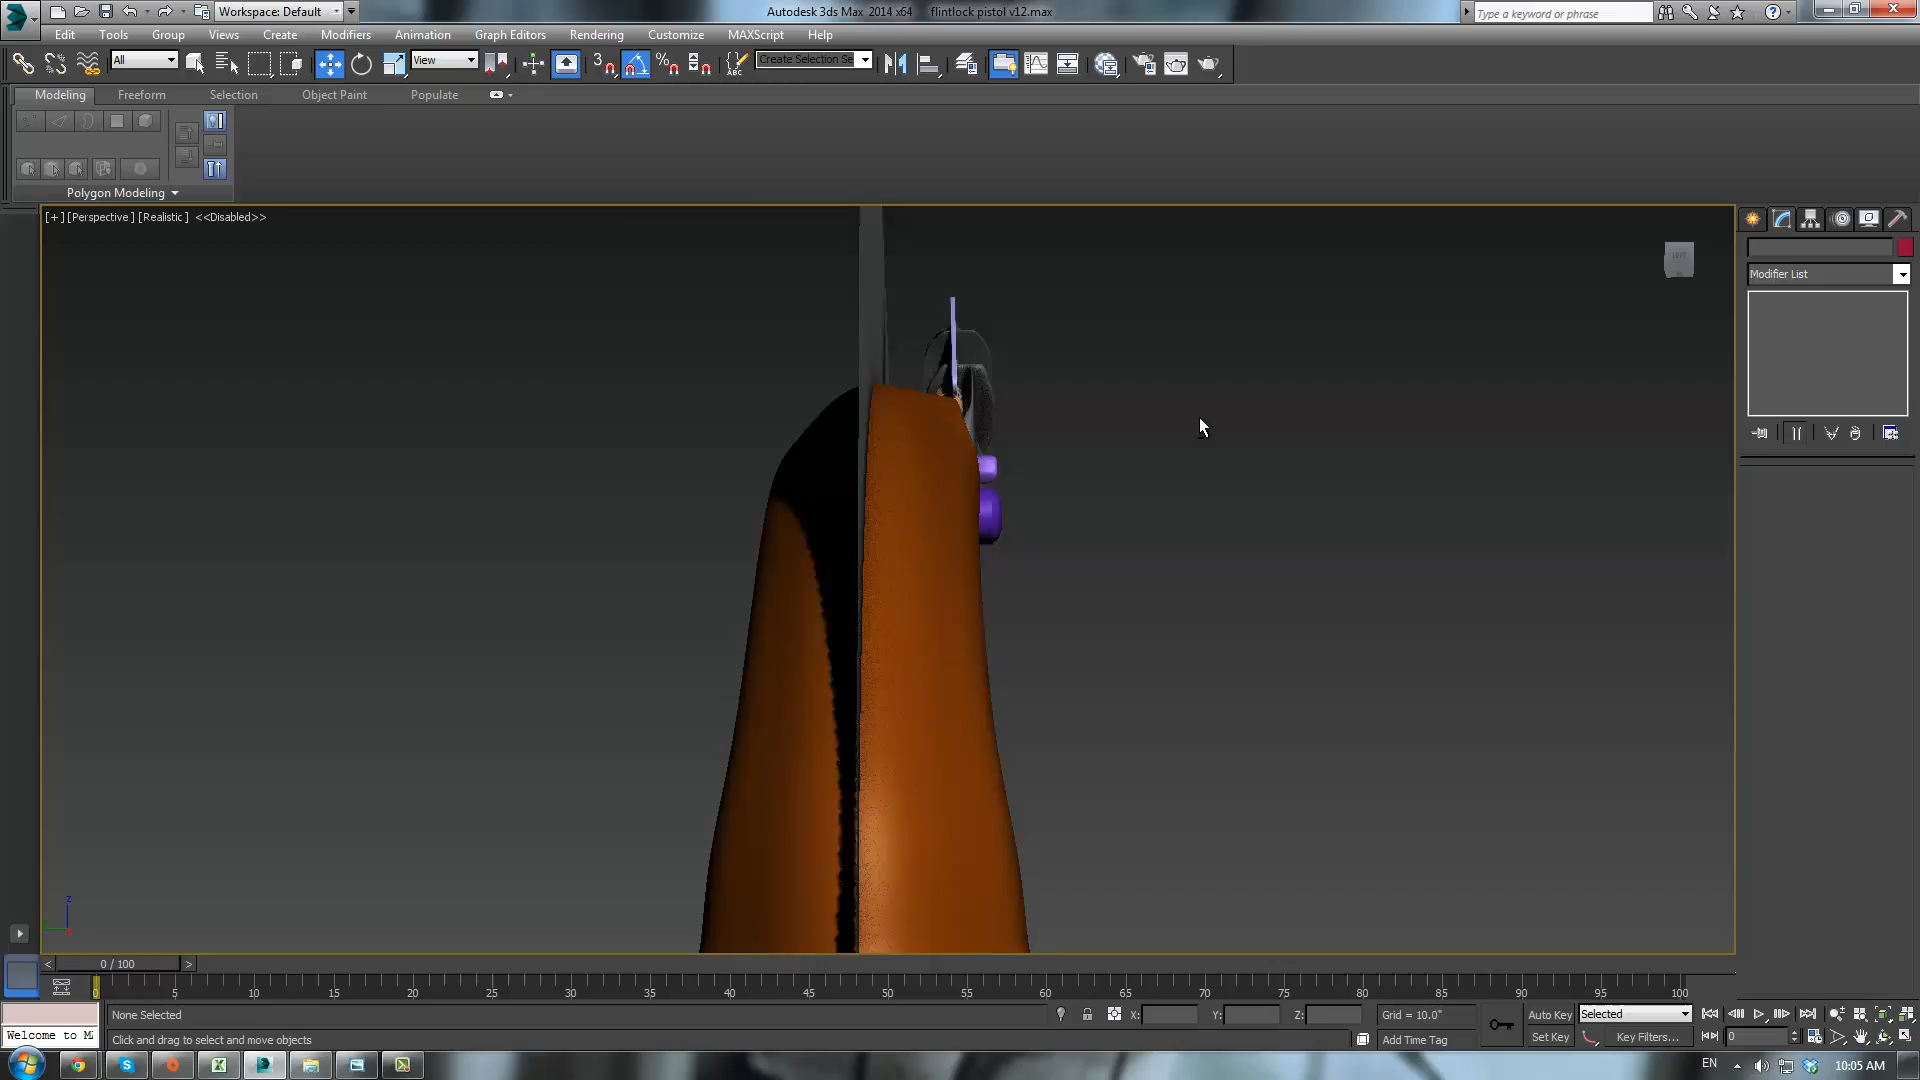 Workspace: Default
Autodesk 3ds Max 2014 x64 flintlock pistol v12.max
Type a keyword or phrase
Edit Tools Group Views Create Modifiers Animation Graph Editors Rendering Customize MAXScript Help
All
View
3
Create Selection Se
ABC
Modeling Freeform Selection Object Paint Populate
Polygon Modeling
[+] [Perspective] [Realistic] <<Disabled>>
LEFT
Modifier List
z
< 0 / 100 >
0 5 10 15 20 25 30 35 40 45 50 55 60 65 70 75 80 85 90 95 100
None Selected
X: Y: Z:
Grid = 10.0"
Auto Key
Selected
Welcome to M
Click and drag to select and move objects
Add Time Tag
Set Key
Key Filters...
0
EN
10:05 AM